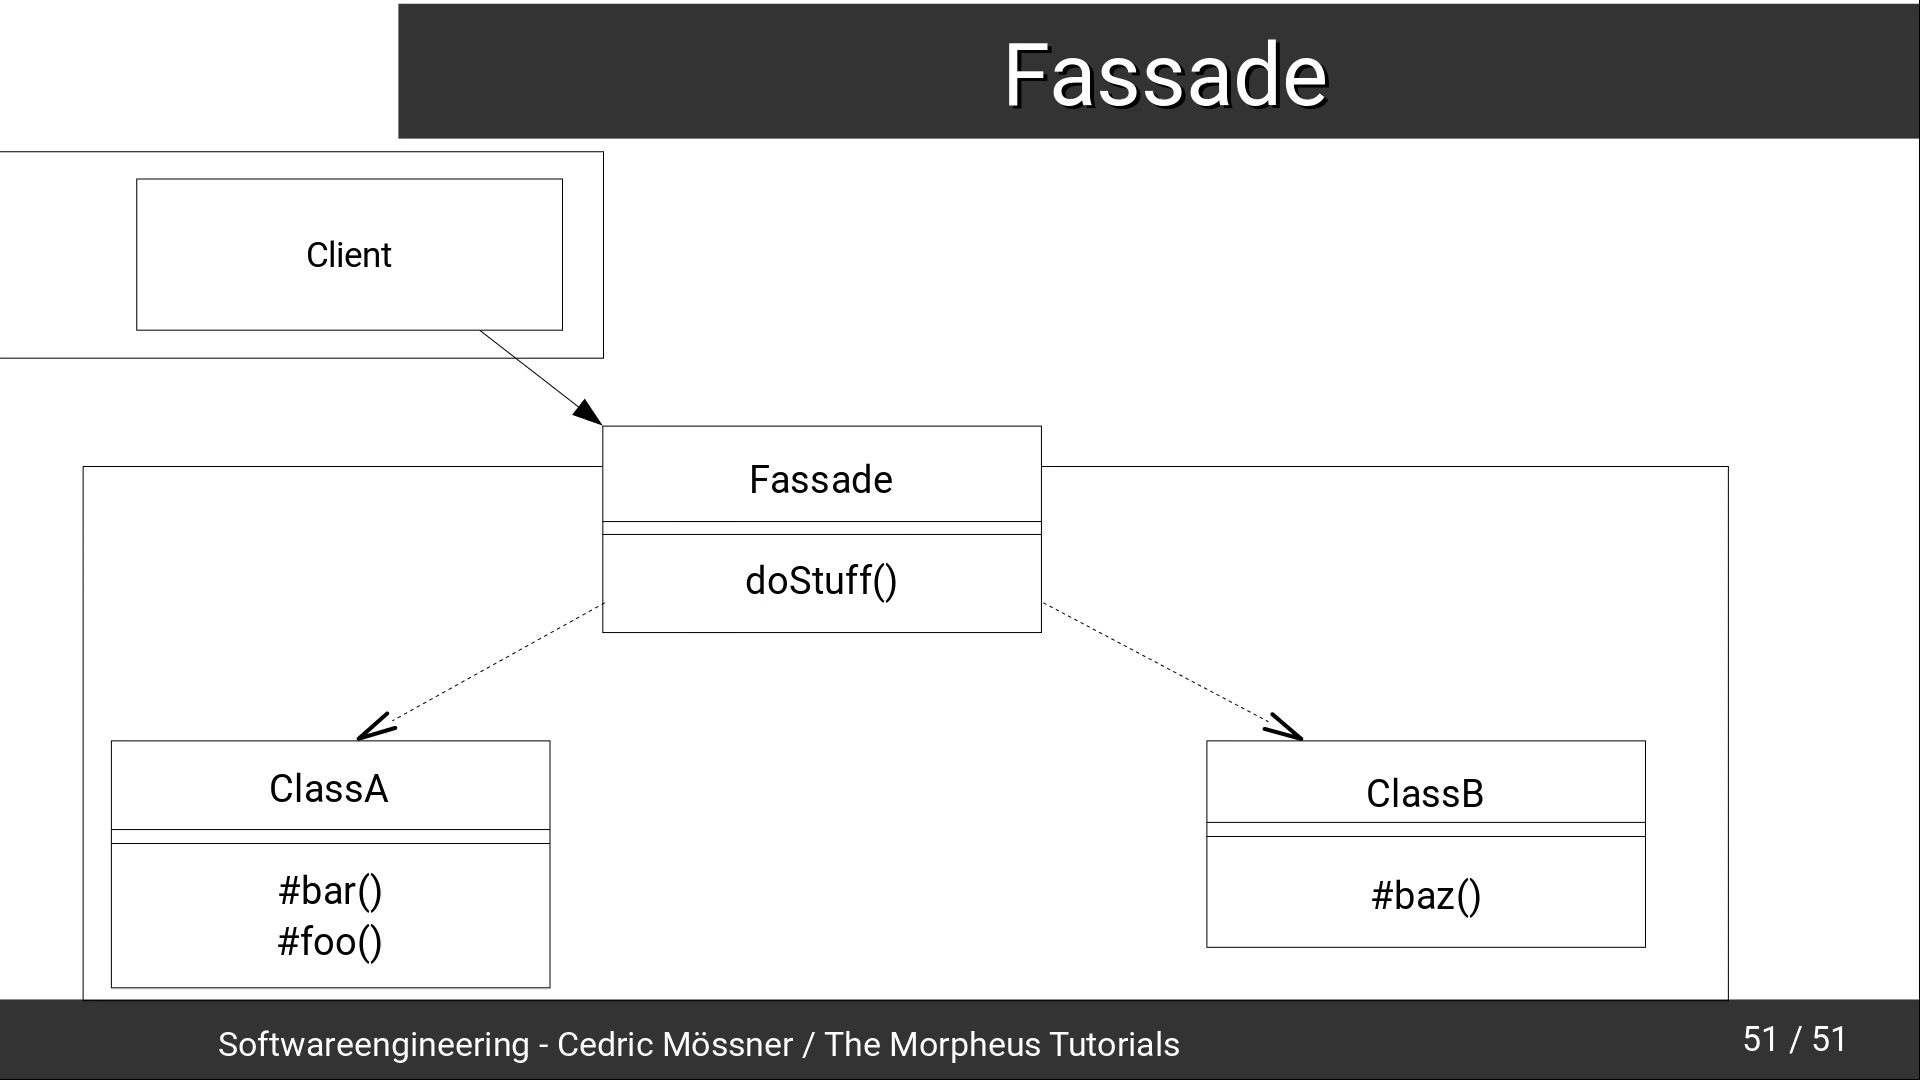 Fassade
Client
Fassade
doStuff()
ClassA
#bar()
#foo()
ClassB
#baz()
Softwareengineering - Cedric Mössner / The Morpheus Tutorials
51 / 51